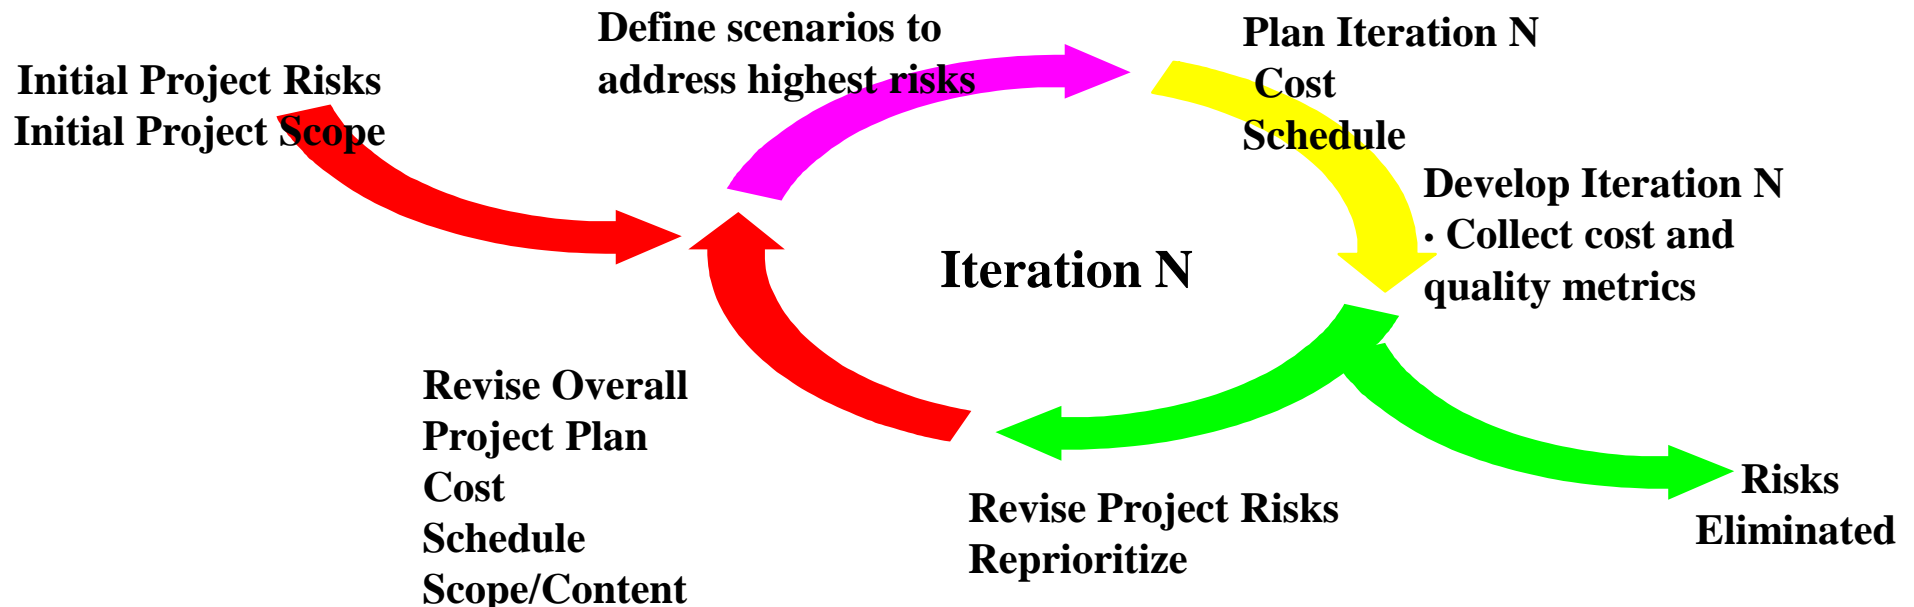 Initial Project Risks
Initial Project Scope
Define scenarios to
address highest risks
Plan Iteration N
Cost
Schedule
Develop Iteration N
· Collect cost and
quality metrics
Iteration N
Revise Overall
Project Plan
Cost
Schedule
Scope/Content
Revise Project Risks
Reprioritize
Risks
Eliminated